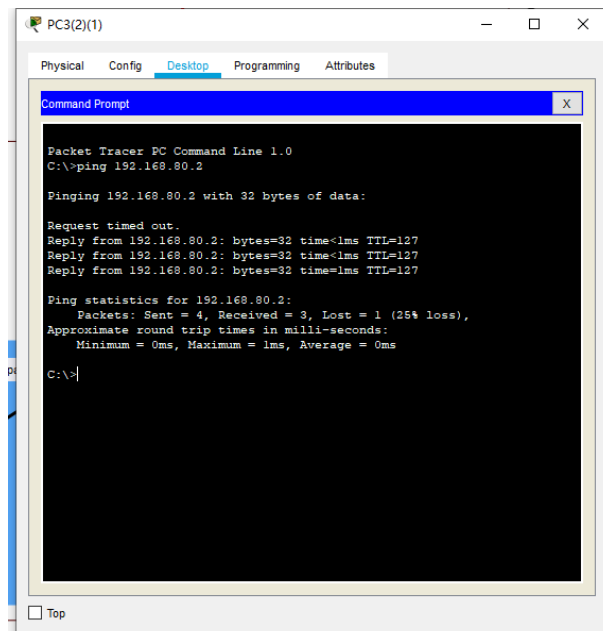 PC3(2)(1)
Physical Config Desktop Programming Attributes
Command Prompt X
Packet Tracer PC Command Line 1.0
C:\>ping 192.168.80.2
Pinging 192.168.80.2 with 32 bytes of data:
Request timed out.
Reply from 192.168.80.2: bytes=32 time<1ms TTL=127
Reply from 192.168.80.2: bytes=32 time<1ms TTL=127
Reply from 192.168.80.2: bytes=32 time=1ms TTL=127
Ping statistics for 192.168.80.2:
Packets: Sent = 4, Received = 3, Lost = 1 (25% loss),
Approximate round trip times in milli-seconds:
Minimum = 0ms, Maximum = 1ms, Average = 0ms
C:\>
Top